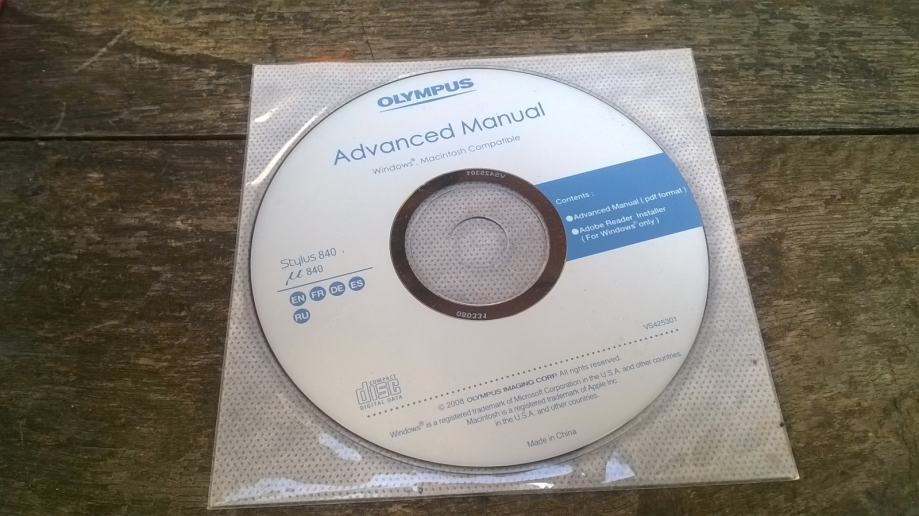 OLYMPUS
Advanced Manual
Windows®, Macintosh Compatible
VS425301
Contents :
●Advanced Manual ( pdf format )
●Adobe Reader Installer
( For Windows® only )
Stylus 840 .
μ 840
EN FR DE ES
RU
080331
VS425301
COMPACT
disc
DIGITAL DATA
© 2008 OLYMPUS IMAGING CORP. All rights reserved.
Windows® is a registered trademark of Microsoft Corporation in the U.S.A. and other countries.
Macintosh is a registered trademark of Apple Inc
in the U.S.A. and other countries.
Made in China